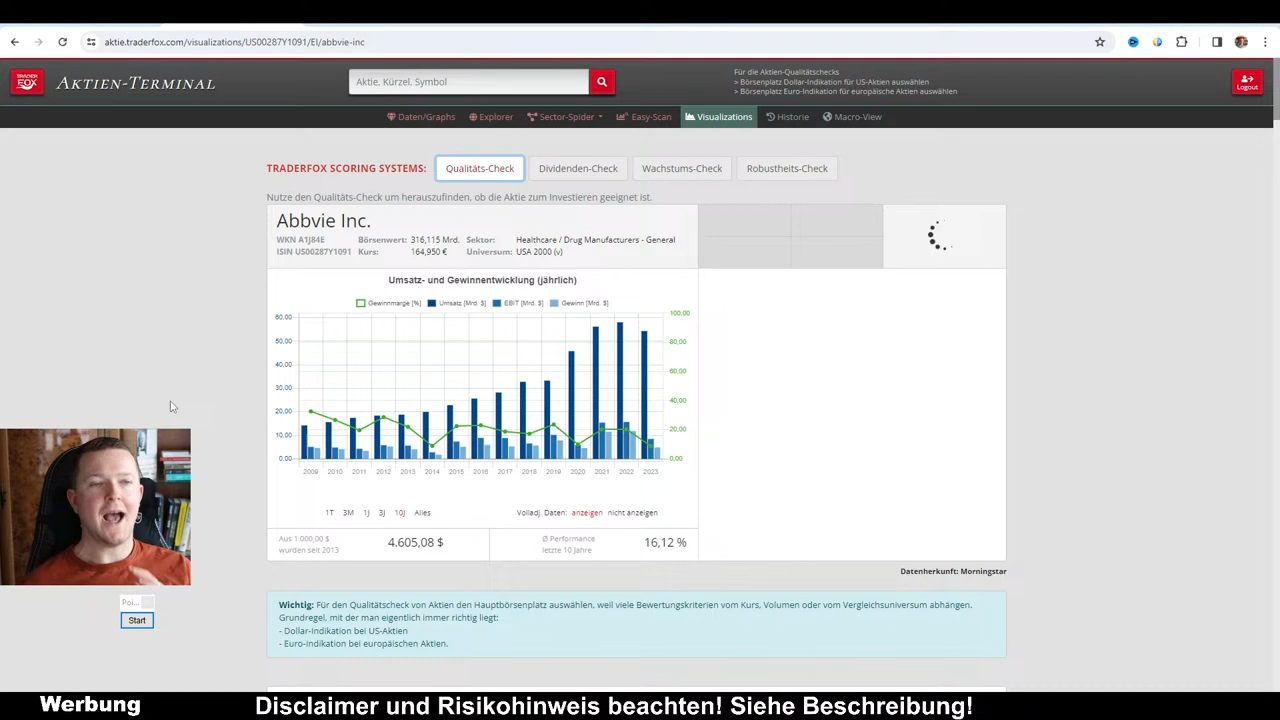 aktie.traderfox.com/visualizations/US00287Y1091/EI/abbvie-inc
TRADER FOX
AKTIEN-TERMINAL
Aktie, Kürzel, Symbol
Für die Aktien-Qualitätschecks
> Börsenplatz Dollar-Indikation für US-Aktien auswählen
> Börsenplatz Euro-Indikation für europäische Aktien auswählen
Logout
Daten/Graphs Explorer Sector-Spider Easy-Scan Visualizations Historie Macro-View
TRADERFOX SCORING SYSTEMS: Qualitäts-Check Dividenden-Check Wachstums-Check Robustheits-Check
Nutze den Qualitäts-Check um herauszufinden, ob die Aktie zum Investieren geeignet ist.
Abbvie Inc.
WKN A1J84E Börsenwert: 316,115 Mrd. Sektor: Healthcare / Drug Manufacturers - General
ISIN US00287Y1091 Kurs: 164,950 € Universum: USA 2000 (v)
Umsatz- und Gewinnentwicklung (jährlich)
Gewinnmarge [%] Umsatz [Mrd. $] EBIT [Mrd. $] Gewinn [Mrd. $]
60,00 100,00
50,00 80,00
40,00 60,00
30,00
20,00 40,00
10,00 20,00
0,00 0,00
2009 2010 2011 2012 2013 2014 2015 2016 2017 2018 2019 2020 2021 2022 2023
1T 3M 1J 3J 10J Alles Volladj. Daten: anzeigen nicht anzeigen
Aus 1.000,00 $ wurden seit 2013 4.605,08 $ Ø Performance letzte 10 Jahre 16,12 %
Datenherkunft: Morningstar
Wichtig: Für den Qualitätscheck von Aktien den Hauptbörsenplatz auswählen, weil viele Bewertungskriterien vom Kurs, Volumen oder vom Vergleichsuniversum abhängen.
Grundregel, mit der man eigentlich immer richtig liegt:
- Dollar-Indikation bei US-Aktien
- Euro-Indikation bei europäischen Aktien.
Poi...
Start
Werbung Disclaimer und Risikohinweis beachten! Siehe Beschreibung!